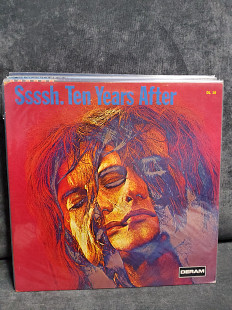 Ssssh. Ten Years After
DERAM